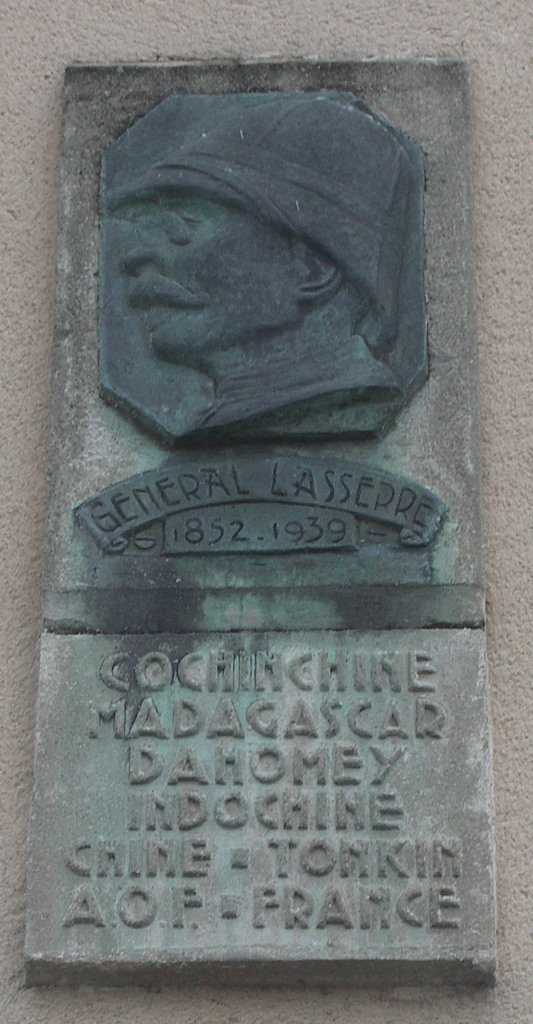 GENERAL LASSERRE
1852-1939
COCHINCHINE
MADAGASCAR
DAHOMEY
INDOCHINE
CHINE - TONKIN
A.O.F. - FRANCE